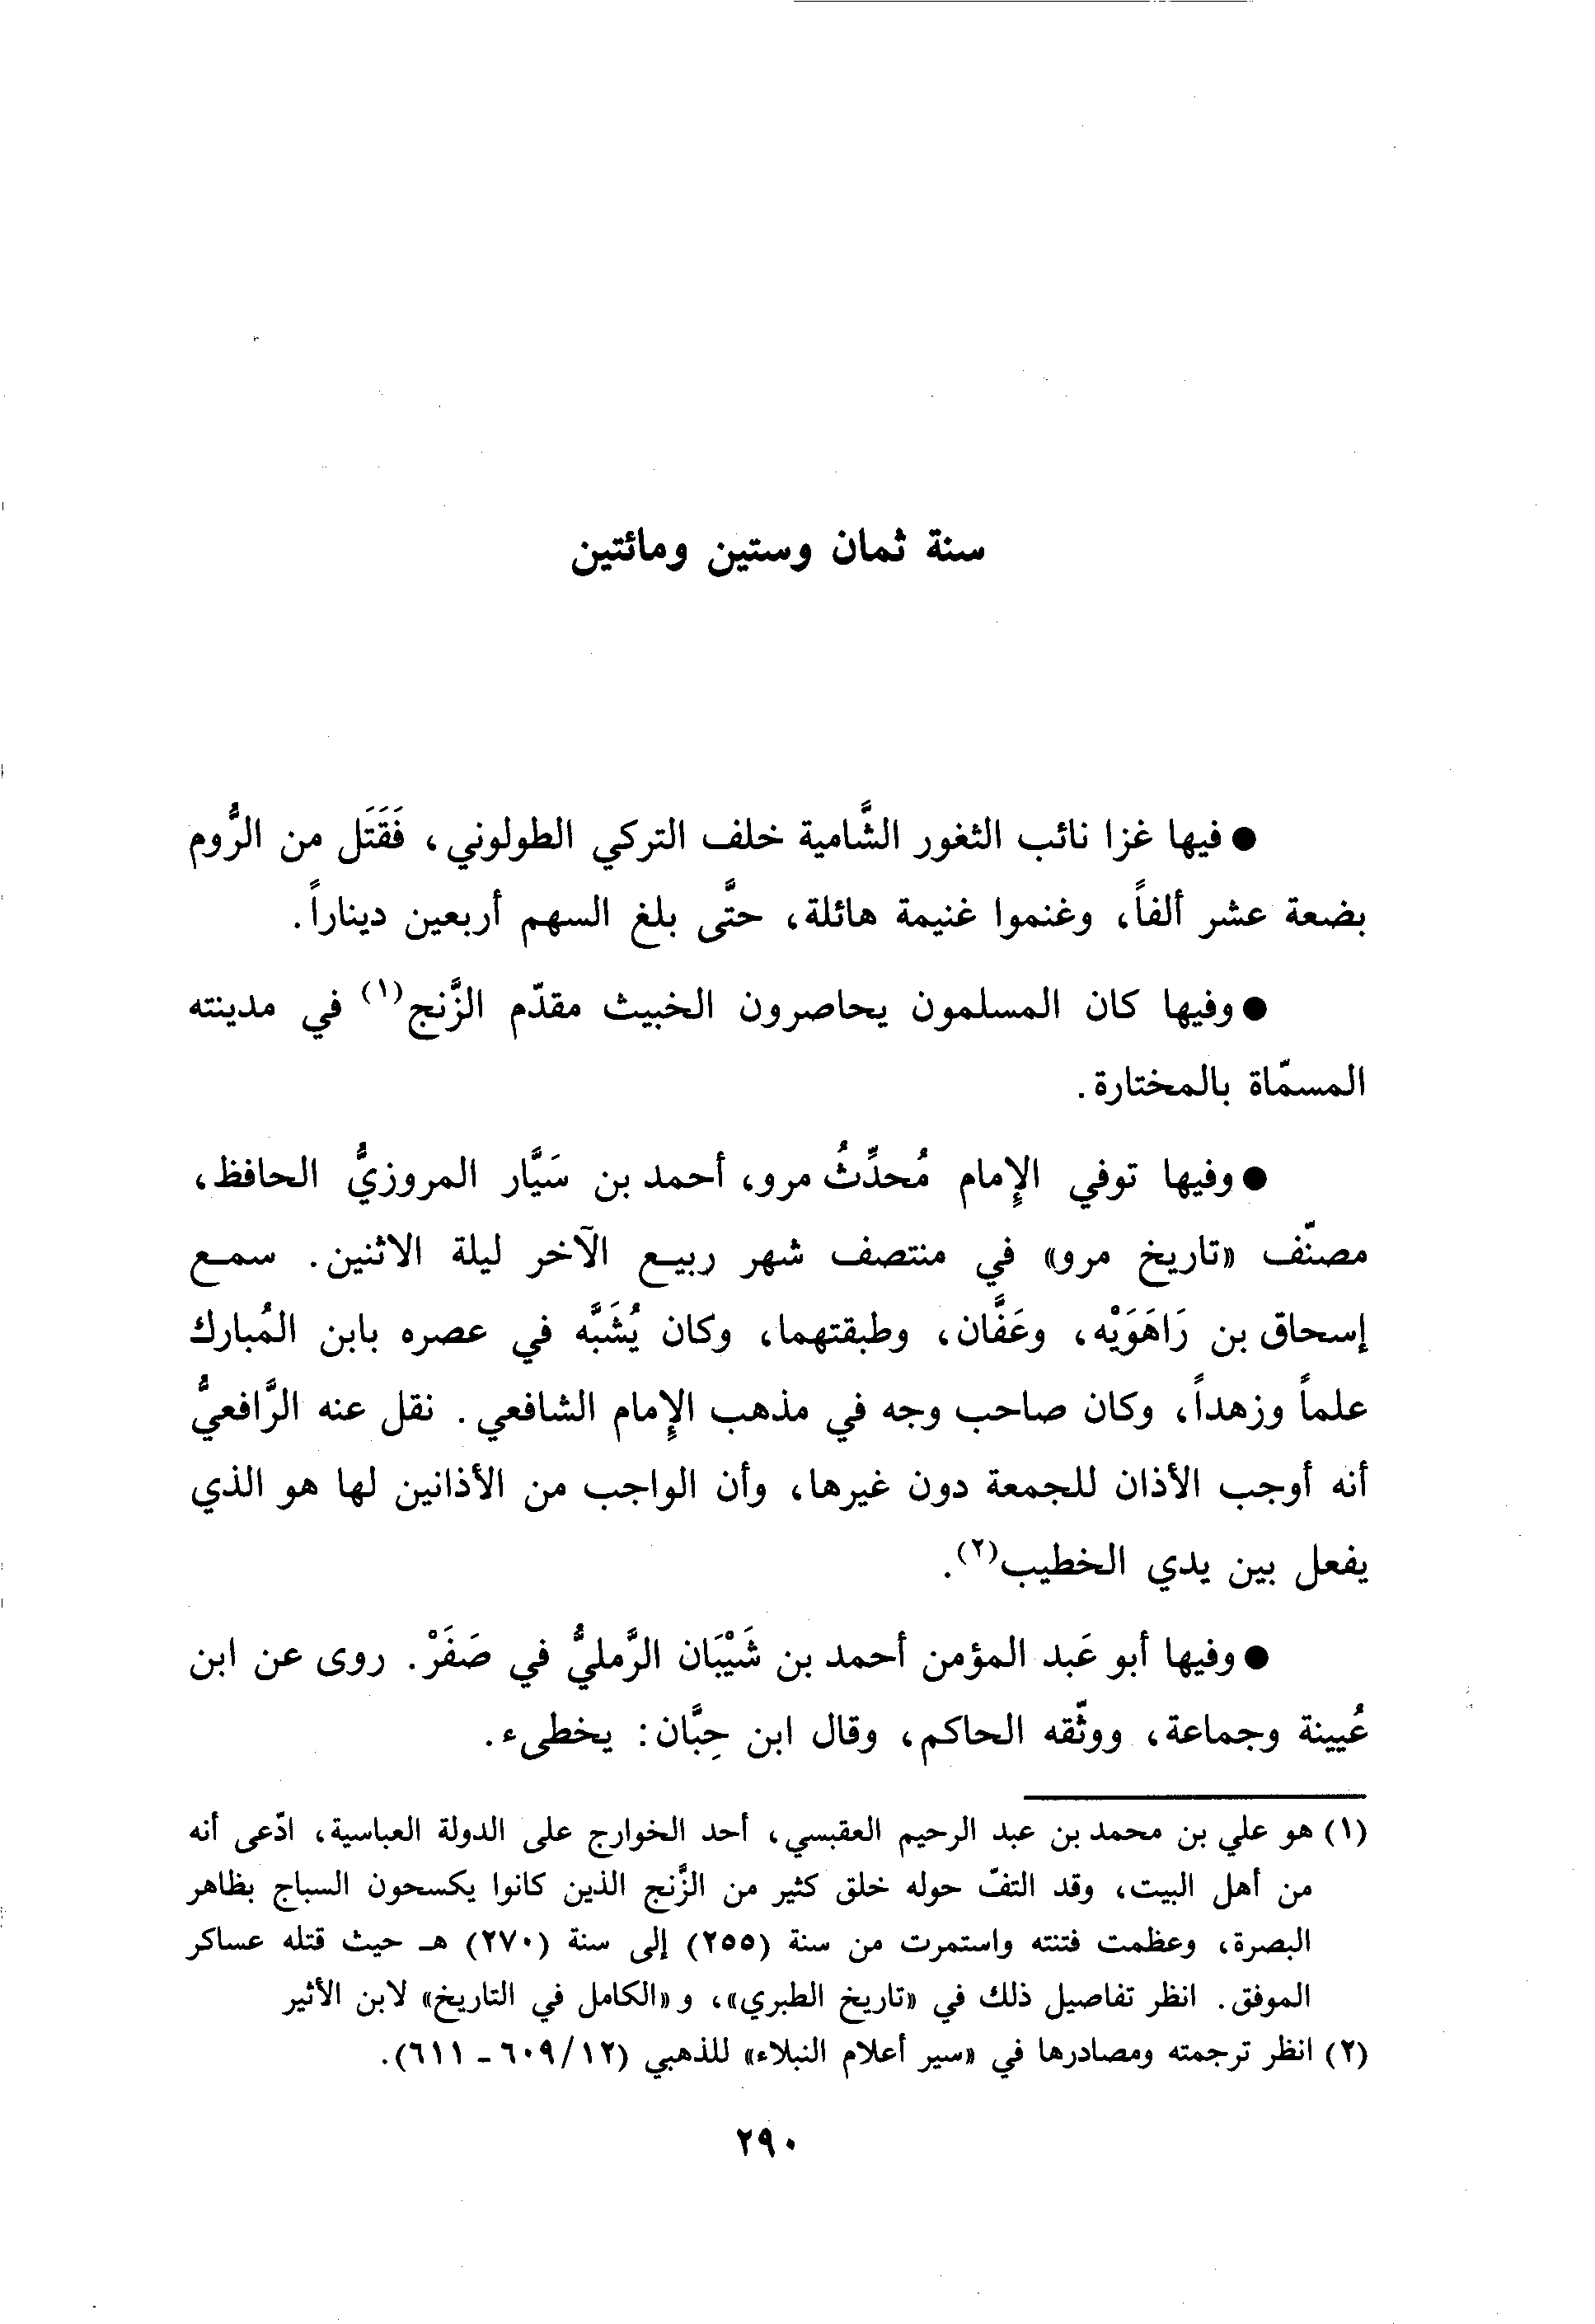 سنة ثمان وستين ومائتين
● فيها غزا نائب الثغور الشَّامية خلف التركي الطولوني، فَقَتَل من الرُّوم
بضعة عشر ألفاً، وغنموا غنيمة هائلة، حتَّى بلغ السهم أربعين ديناراً.
● وفيها كان المسلمون يحاصرون الخبيث مقدّم الزَّنج(١) في مدينته
المسمّاة بالمختارة.
● وفيها توفي الإِمام مُحدِّثُ مرو، أحمد بن سَيَّار المروزيُّ الحافظ،
مصنّف «تاريخ مرو» في منتصف شهر ربيع الآخر ليلة الاثنين. سمع
إسحاق بن رَاهَوَيْه، وعَفَّان، وطبقتهما، وكان يُشَبَّه في عصره بابن المُبارك
علماً وزهداً، وكان صاحب وجه في مذهب الإِمام الشافعي. نقل عنه الرَّافعيُّ
أنه أوجب الأذان للجمعة دون غيرها، وأن الواجب من الأذانين لها هو الذي
يفعل بين يدي الخطيب(٢).
● وفيها أبو عَبد المؤمن أحمد بن شَيْبَان الرَّمليُّ في صَفَرْ. روى عن ابن
عُيينة وجماعة، ووثّقه الحاكم، وقال ابن حِبَّان: يخطىء.
(١) هو علي بن محمد بن عبد الرحيم العقبسي، أحد الخوارج على الدولة العباسية، ادّعى أنه
من أهل البيت، وقد التفّ حوله خلق كثير من الزَّنج الذين كانوا يكسحون السباج بظاهر
البصرة، وعظمت فتنته واستمرت من سنة (٢٥٥) إلى سنة (٢٧٠) هـ حيث قتله عساكر
الموفق. انظر تفاصيل ذلك في «تاريخ الطبري»، و«الكامل في التاريخ» لابن الأثير
(٢) انظر ترجمته ومصادرها في «سير أعلام النبلاء» للذهبي (١٢/ ٦٠٩ - ٦١١).
٢٩٠